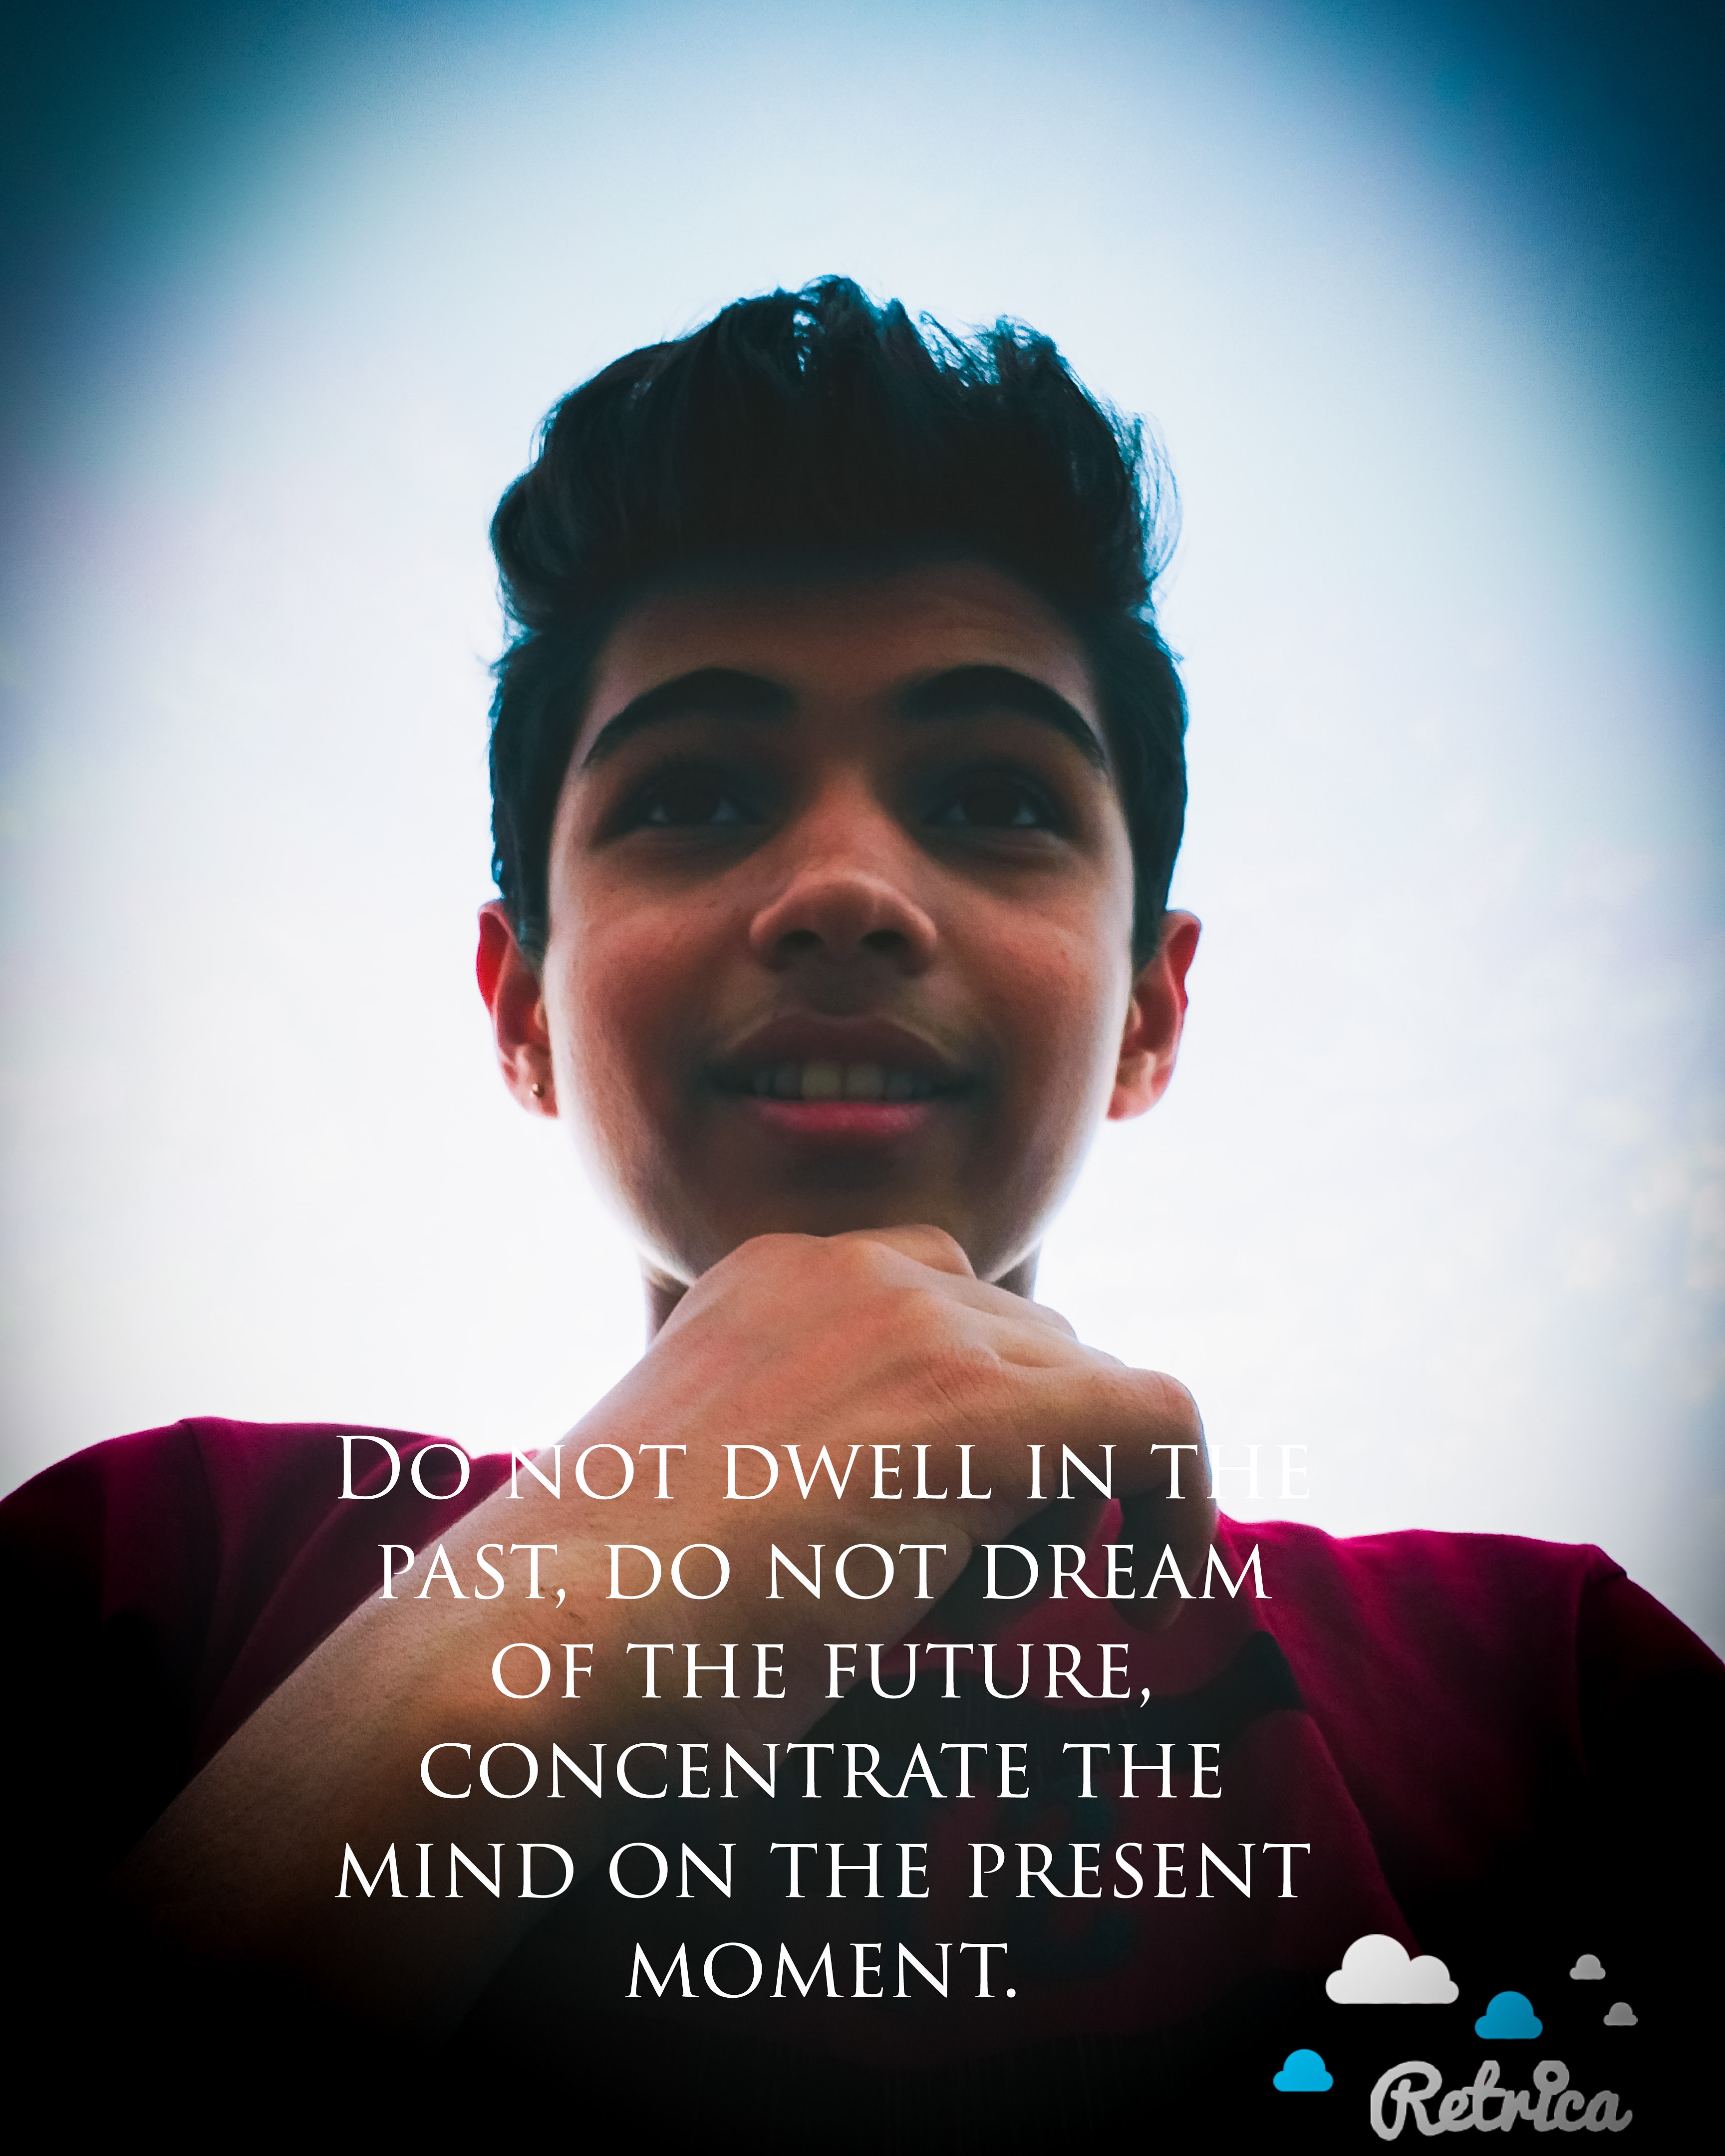 Do not dwell in the
past, do not dream
of the future,
concentrate the
mind on the present
moment.
Retrica